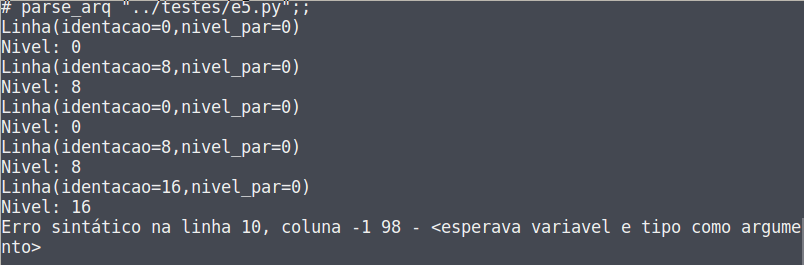 # parse_arq "../testes/e5.py";;
Linha(identacao=0,nivel_par=0)
Nivel: 0
Linha(identacao=8,nivel_par=0)
Nivel: 8
Linha(identacao=0,nivel_par=0)
Nivel: 0
Linha(identacao=8,nivel_par=0)
Nivel: 8
Linha(identacao=16,nivel_par=0)
Nivel: 16
Erro sintático na linha 10, coluna -1 98 - <esperava variavel e tipo como argume
nto>